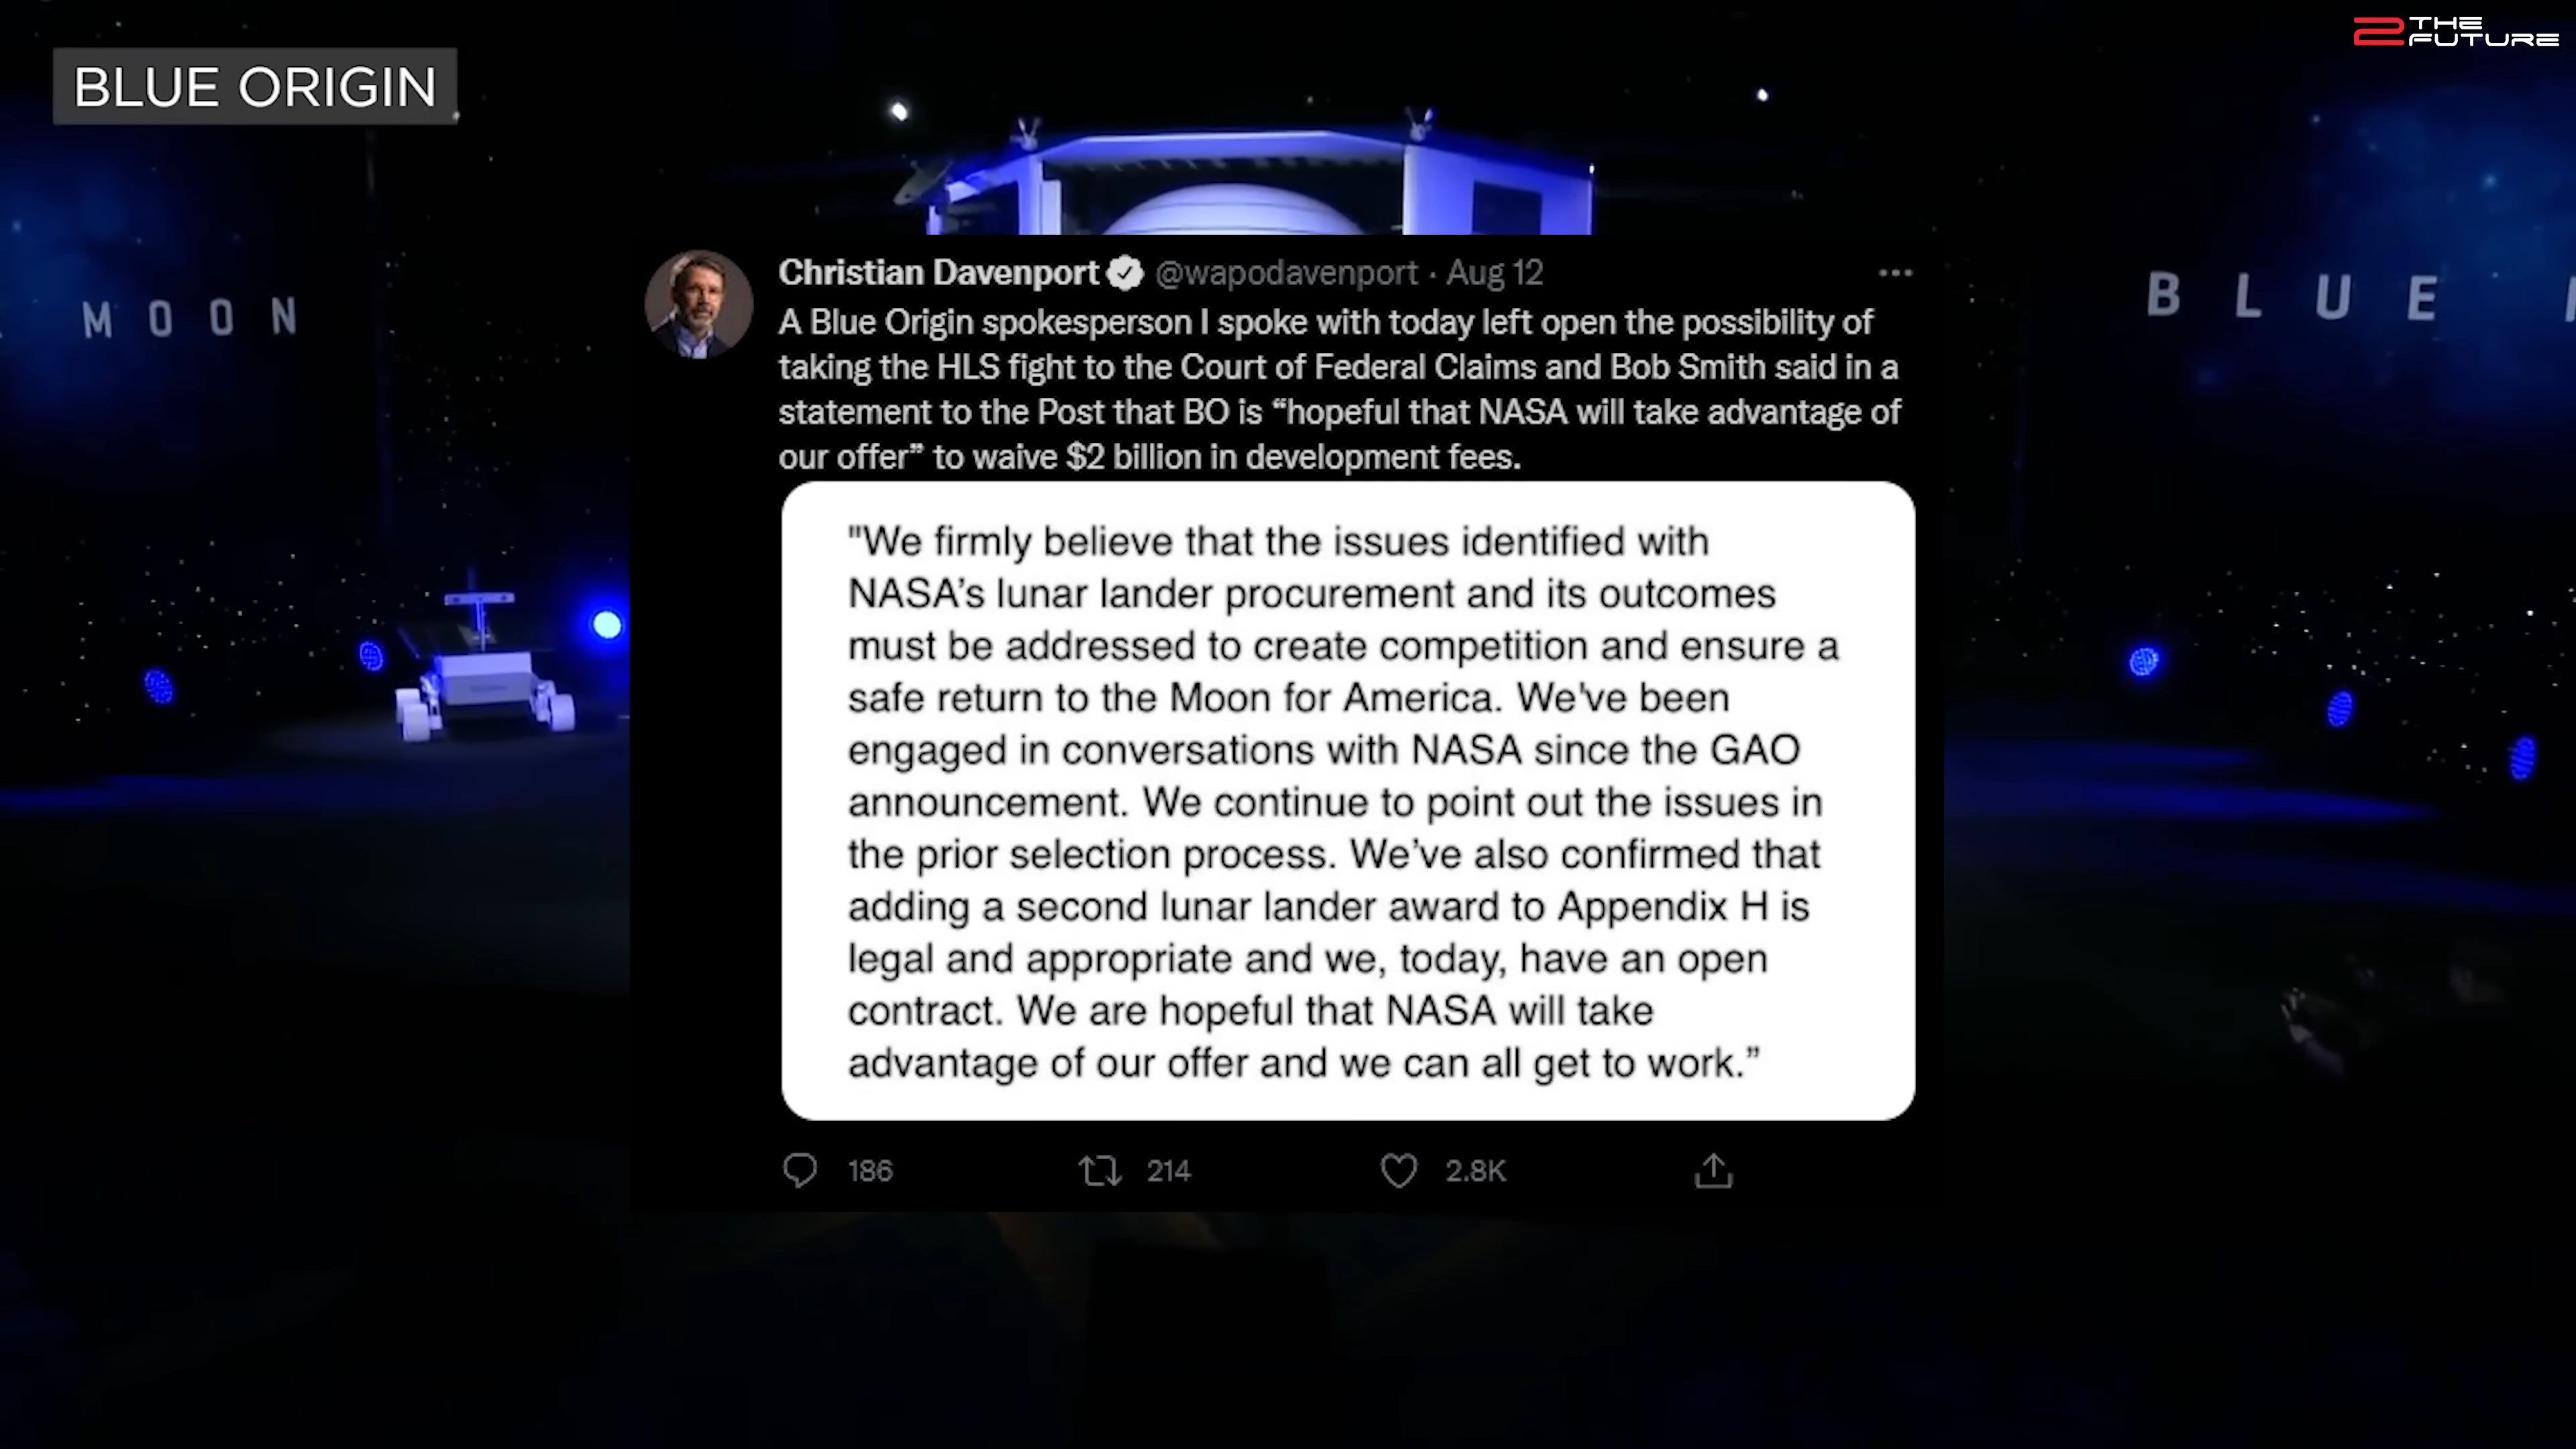 2 THE
FUTURE
BLUE ORIGIN
MOON
BLUE
Christian Davenport @wapodavenport · Aug 12
A Blue Origin spokesperson I spoke with today left open the possibility of
taking the HLS fight to the Court of Federal Claims and Bob Smith said in a
statement to the Post that BO is “hopeful that NASA will take advantage of
our offer” to waive $2 billion in development fees.
"We firmly believe that the issues identified with
NASA’s lunar lander procurement and its outcomes
must be addressed to create competition and ensure a
safe return to the Moon for America. We've been
engaged in conversations with NASA since the GAO
announcement. We continue to point out the issues in
the prior selection process. We’ve also confirmed that
adding a second lunar lander award to Appendix H is
legal and appropriate and we, today, have an open
contract. We are hopeful that NASA will take
advantage of our offer and we can all get to work.”
186 214 2.8K